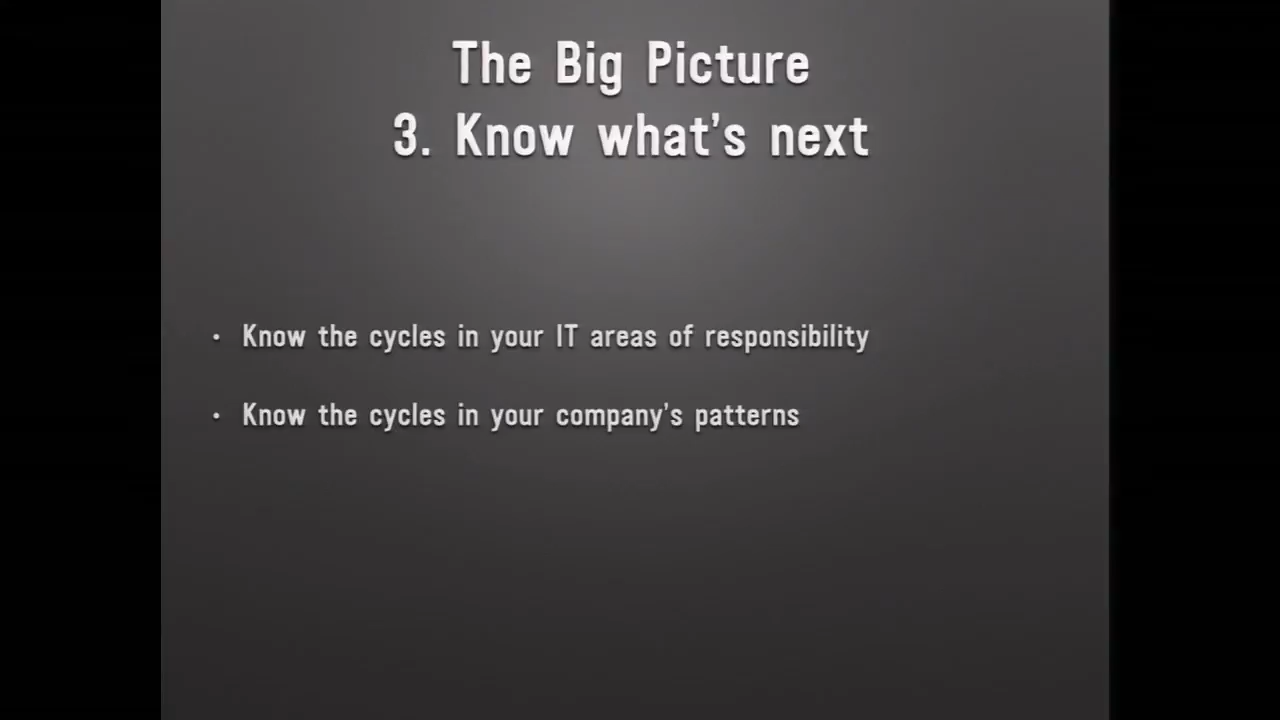 The Big Picture
3. Know what's next
• Know the cycles in your IT areas of responsibility
• Know the cycles in your company's patterns